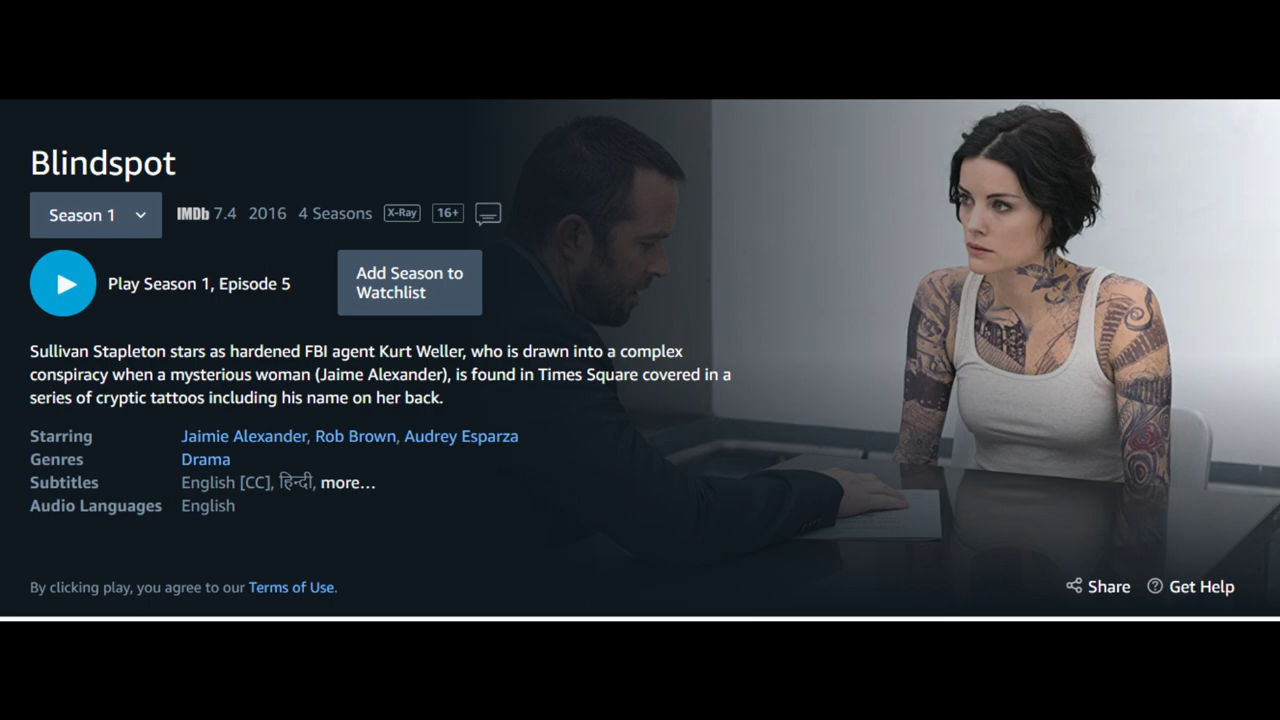 Blindspot
Season 1
IMDb 7.4 2016 4 Seasons X-Ray 16+
Play Season 1, Episode 5
Add Season to
Watchlist
Sullivan Stapleton stars as hardened FBI agent Kurt Weller, who is drawn into a complex
conspiracy when a mysterious woman (Jaime Alexander), is found in Times Square covered in a
series of cryptic tattoos including his name on her back.
Starring Jaimie Alexander, Rob Brown, Audrey Esparza
Genres Drama
Subtitles English [CC], हिन्दी, more...
Audio Languages English
By clicking play, you agree to our Terms of Use.
Share Get Help